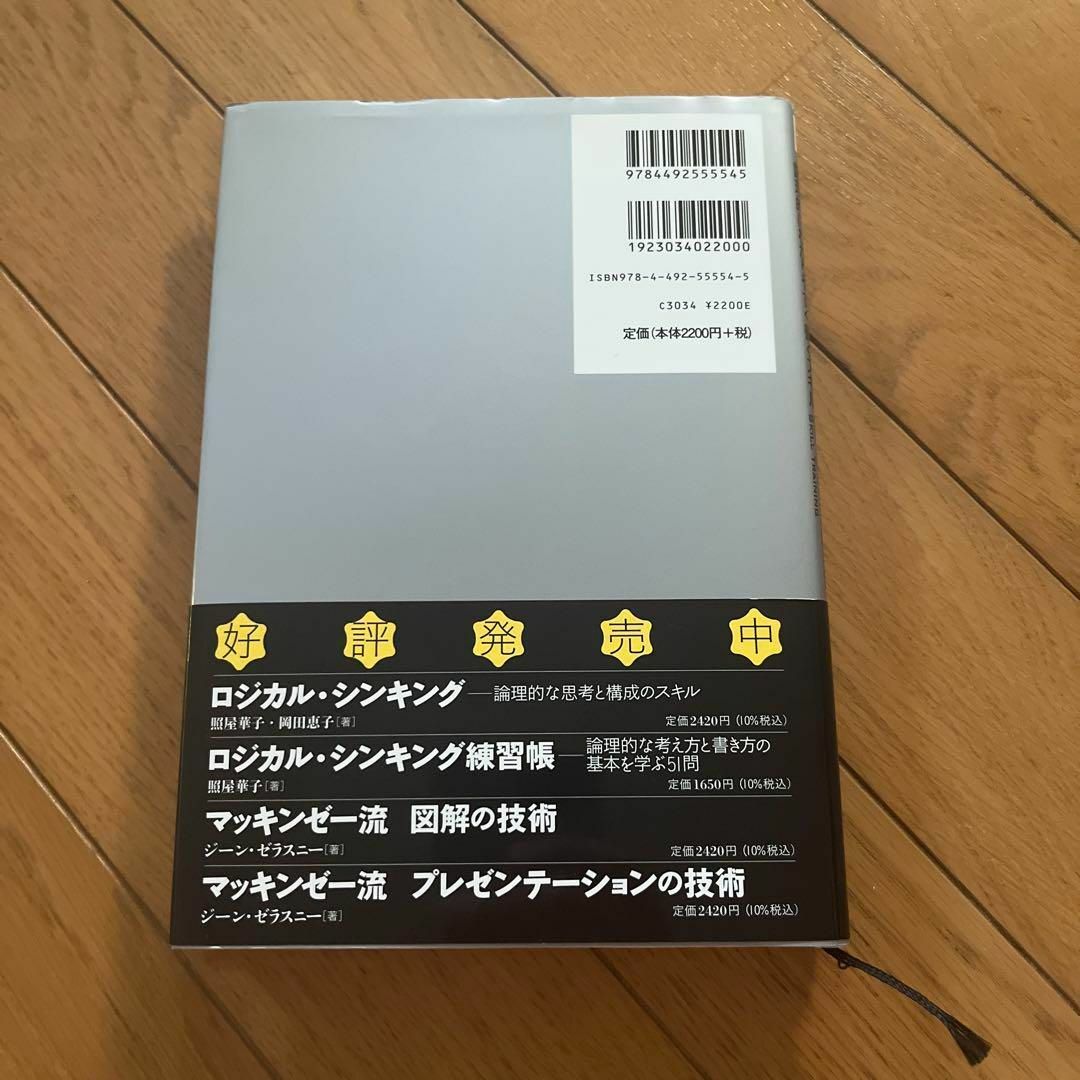 9784492555545
1923034022000
ISBN978-4-492-55554-5
C3034 ¥2200E
定価(本体2200円+税)
SKILL TRAINING
好評発売中
ロジカル・シンキング──論理的な思考と構成のスキル
照屋華子・岡田恵子[著] 定価2420円(10%税込)
ロジカル・シンキング練習帳──論理的な考え方と書き方の
基本を学ぶ51問
照屋華子[著] 定価1650円(10%税込)
マッキンゼー流 図解の技術
ジーン・ゼラズニー[著] 定価2420円(10%税込)
マッキンゼー流 プレゼンテーションの技術
ジーン・ゼラズニー[著] 定価2420円(10%税込)